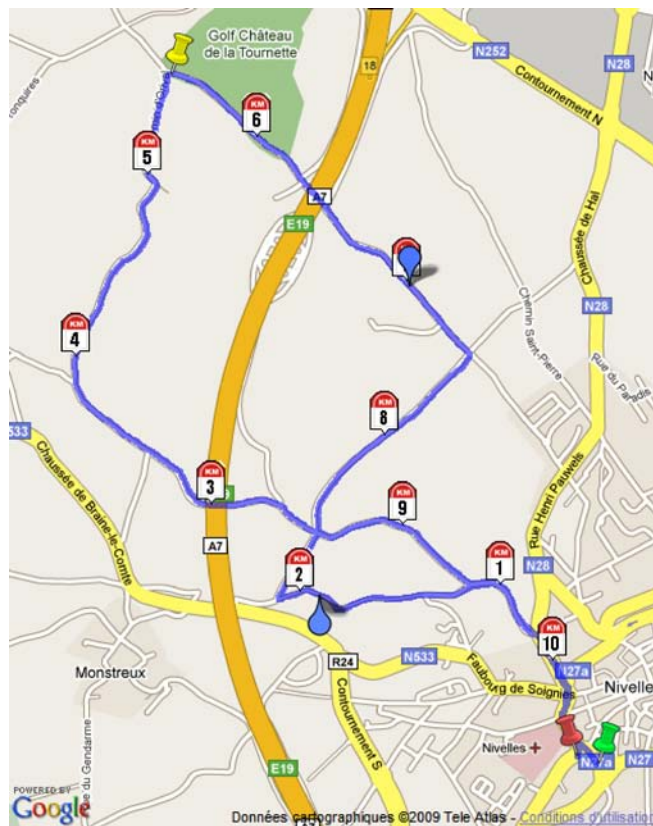 Golf Château
de la Tournette
18
N252
N28
Contournement N
KM
6
KM
5
A7
E19
Chaussée de Hal
Chemin Saint-Pierre
N28
Rue du Paradis
KM
4
KM
8
533
Chaussée de Braine-le-Comte
KM
3
KM
9
Rue Henri Pauwels
A7
KM
2
KM
1
N28
KM
10
R24
N533
Faubourg de Soignies
Monstreux
Contournement S
Nivelles
N27
E19
POWERED BY
Google
Données cartographiques ©2009 Tele Atlas - Conditions d'utilisation